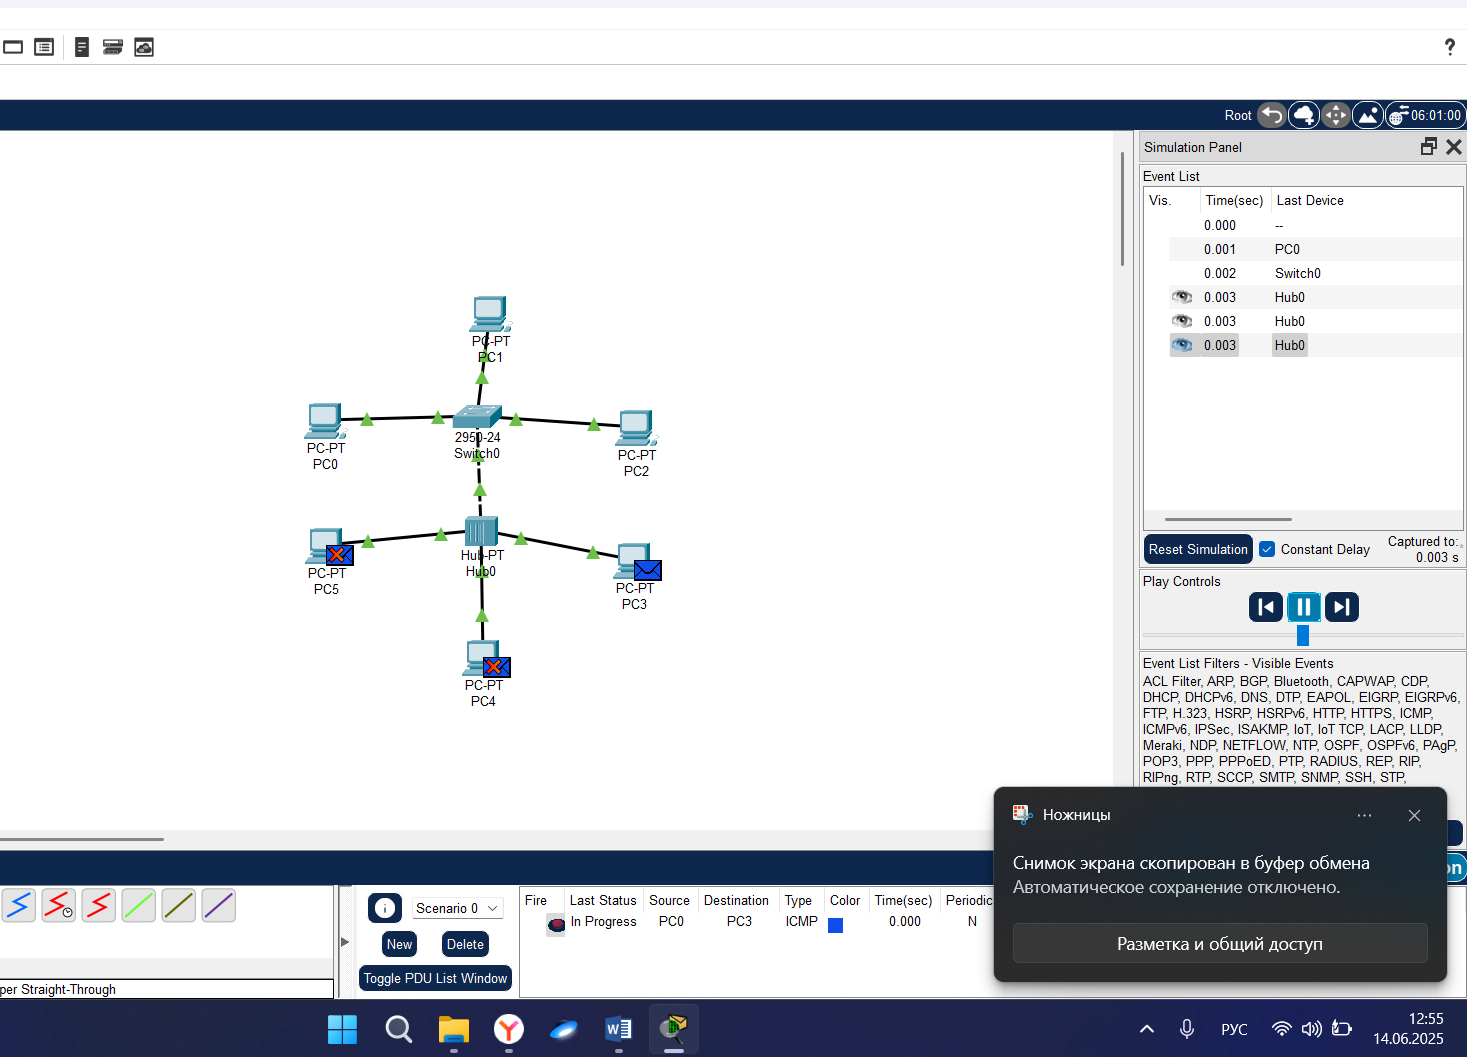 ?
Root
06:01:00
Simulation Panel
Event List
Vis. Time(sec) Last Device
0.000 --
0.001 PC0
0.002 Switch0
0.003 Hub0
0.003 Hub0
0.003 Hub0
PC-PT
PC1
PC-PT
PC0
2950-24
Switch0
PC-PT
PC2
PC-PT
PC5
Hub-PT
Hub0
PC-PT
PC3
PC-PT
PC4
Reset Simulation Constant Delay Captured to:
0.003 s
Play Controls
Event List Filters - Visible Events
ACL Filter, ARP, BGP, Bluetooth, CAPWAP, CDP,
DHCP, DHCPv6, DNS, DTP, EAPOL, EIGRP, EIGRPv6,
FTP, H.323, HSRP, HSRPv6, HTTP, HTTPS, ICMP,
ICMPv6, IPSec, ISAKMP, IoT, IoT TCP, LACP, LLDP,
Meraki, NDP, NETFLOW, NTP, OSPF, OSPFv6, PAgP,
POP3, PPP, PPPoED, PTP, RADIUS, REP, RIP,
RIPng, RTP, SCCP, SMTP, SNMP, SSH, STP,
Ножницы
Снимок экрана скопирован в буфер обмена
Автоматическое сохранение отключено.
Разметка и общий доступ
on
Scenario 0
New Delete
Toggle PDU List Window
Fire Last Status Source Destination Type Color Time(sec) Periodic
In Progress PC0 PC3 ICMP 0.000 N
per Straight-Through
РУС
12:55
14.06.2025